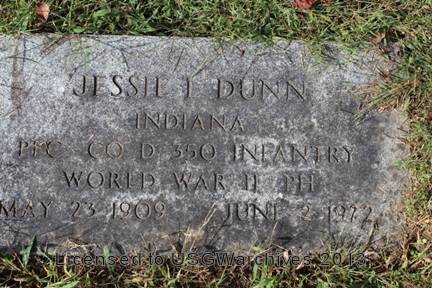 JESSIE I DUNN
INDIANA
PFC CO D 350 INFANTRY
WORLD WAR II PH
MAY 23 1909 JUNE 2 1972
Licensed to USGWarchives 2013